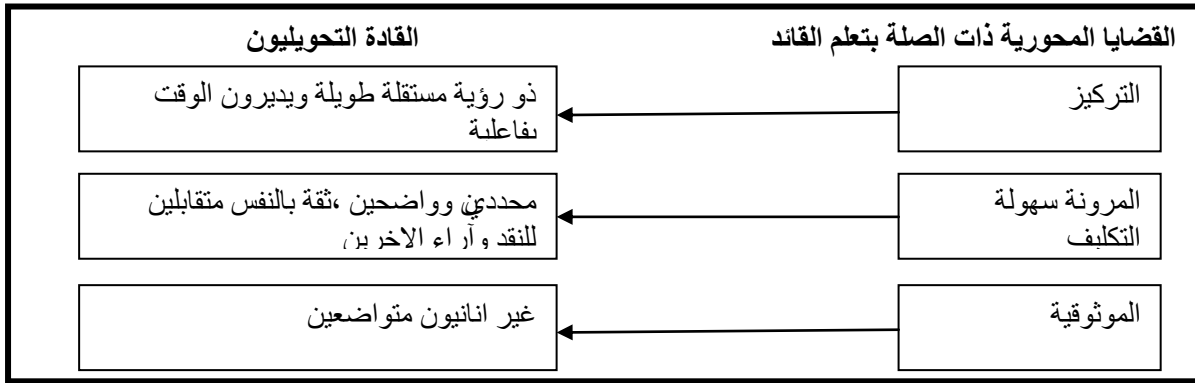 القضايا المحورية ذات الصلة بتعلم القائد
القادة التحويليون
التركيز
ذو رؤية مستقلة طويلة ويديرون الوقت
بفاعلية
المرونة سهولة
التكليف
محددي وواضحين ،ثقة بالنفس متقابلين
للنقد وآراء الاخرين
الموثوقية
غير انانيون متواضعين